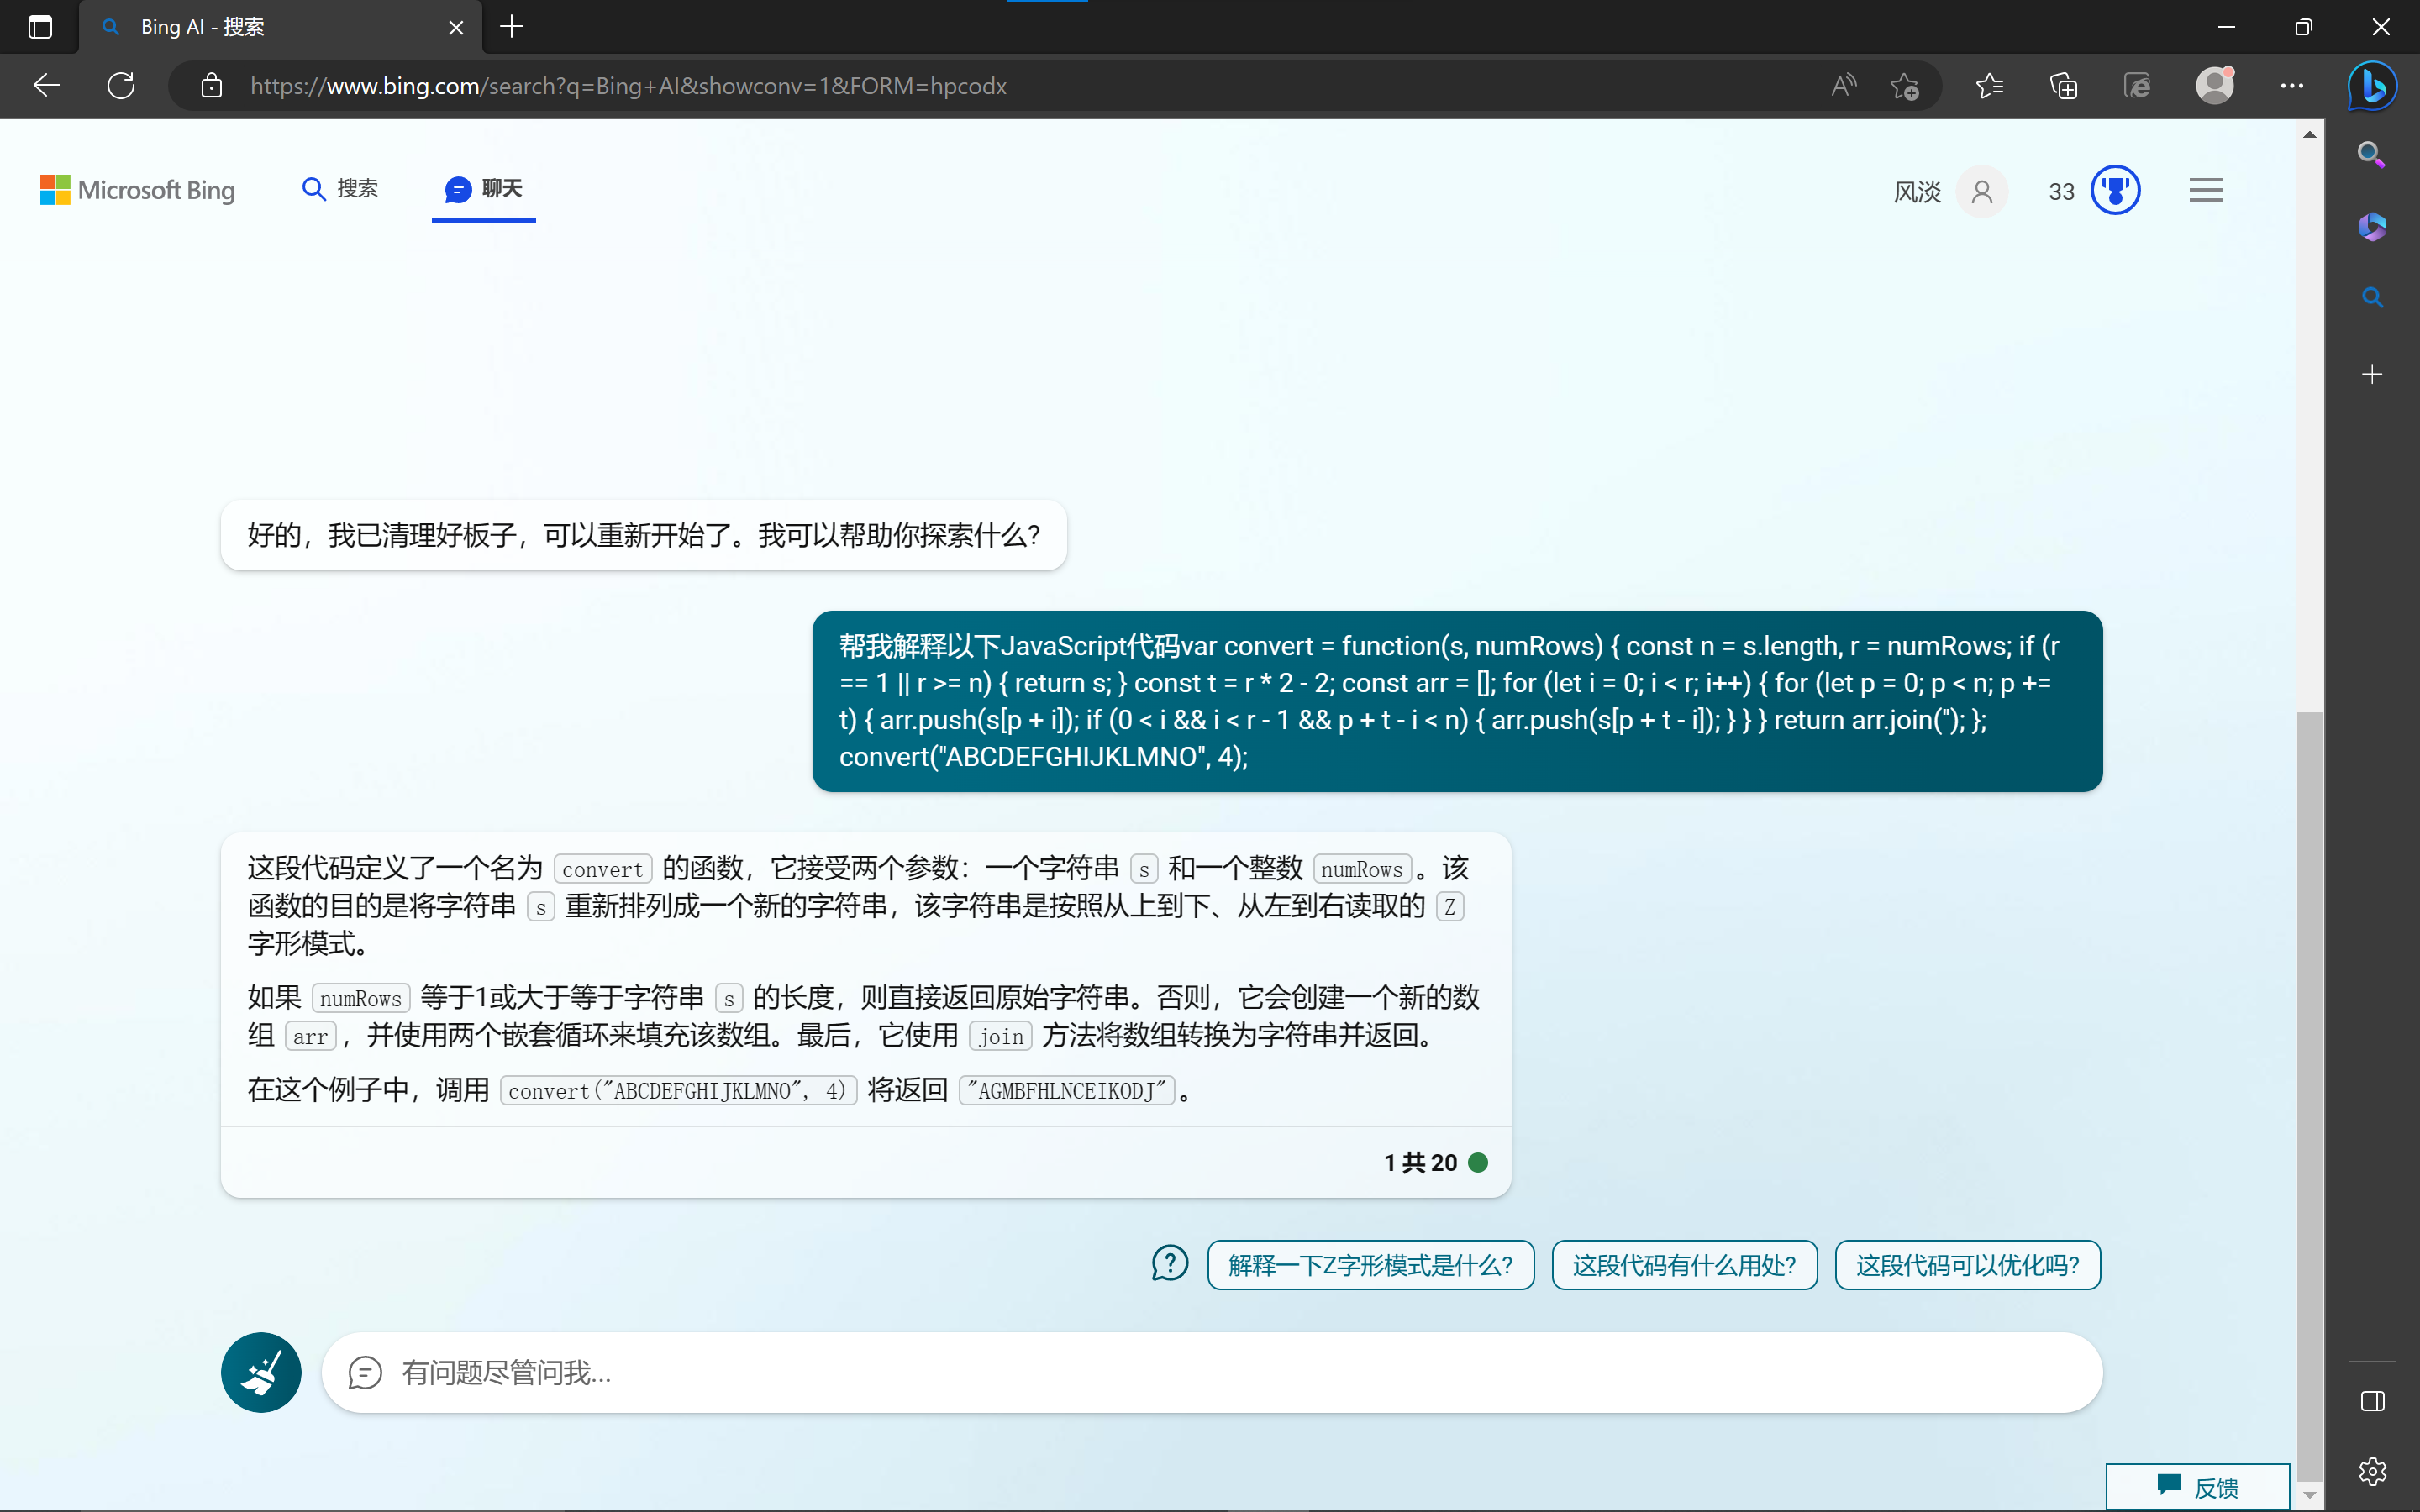 Bing AI - 搜索
https://www.bing.com/search?q=Bing+AI&showconv=1&FORM=hpcodx
Microsoft Bing
搜索
聊天
风淡
33
好的，我已清理好板子，可以重新开始了。我可以帮助你探索什么?
帮我解释以下JavaScript代码var convert = function(s, numRows) { const n = s.length, r = numRows; if (r
== 1 || r >= n) { return s; } const t = r * 2 - 2; const arr = []; for (let i = 0; i < r; i++) { for (let p = 0; p < n; p +=
t) { arr.push(s[p + i]); if (0 < i && i < r - 1 && p + t - i < n) { arr.push(s[p + t - i]); } } } return arr.join(''); };
convert("ABCDEFGHIJKLMNO", 4);
这段代码定义了一个名为 convert 的函数，它接受两个参数：一个字符串 s 和一个整数 numRows 。该
函数的目的是将字符串 s 重新排列成一个新的字符串，该字符串是按照从上到下、从左到右读取的 Z
字形模式。
如果 numRows 等于1或大于等于字符串 s 的长度，则直接返回原始字符串。否则，它会创建一个新的数
组 arr ，并使用两个嵌套循环来填充该数组。最后，它使用 join 方法将数组转换为字符串并返回。
在这个例子中，调用 convert("ABCDEFGHIJKLMNO", 4) 将返回 "AGMBFHLNCEIKODJ" 。
1 共 20
解释一下Z字形模式是什么?
这段代码有什么用处?
这段代码可以优化吗?
有问题尽管问我...
反馈